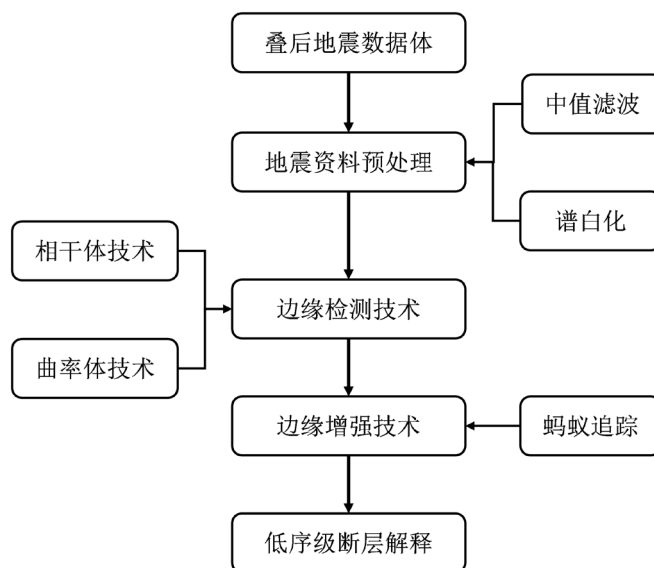 叠后地震数据体
中值滤波
地震资料预处理
谱白化
相干体技术
边缘检测技术
曲率体技术
边缘增强技术
蚂蚁追踪
低序级断层解释